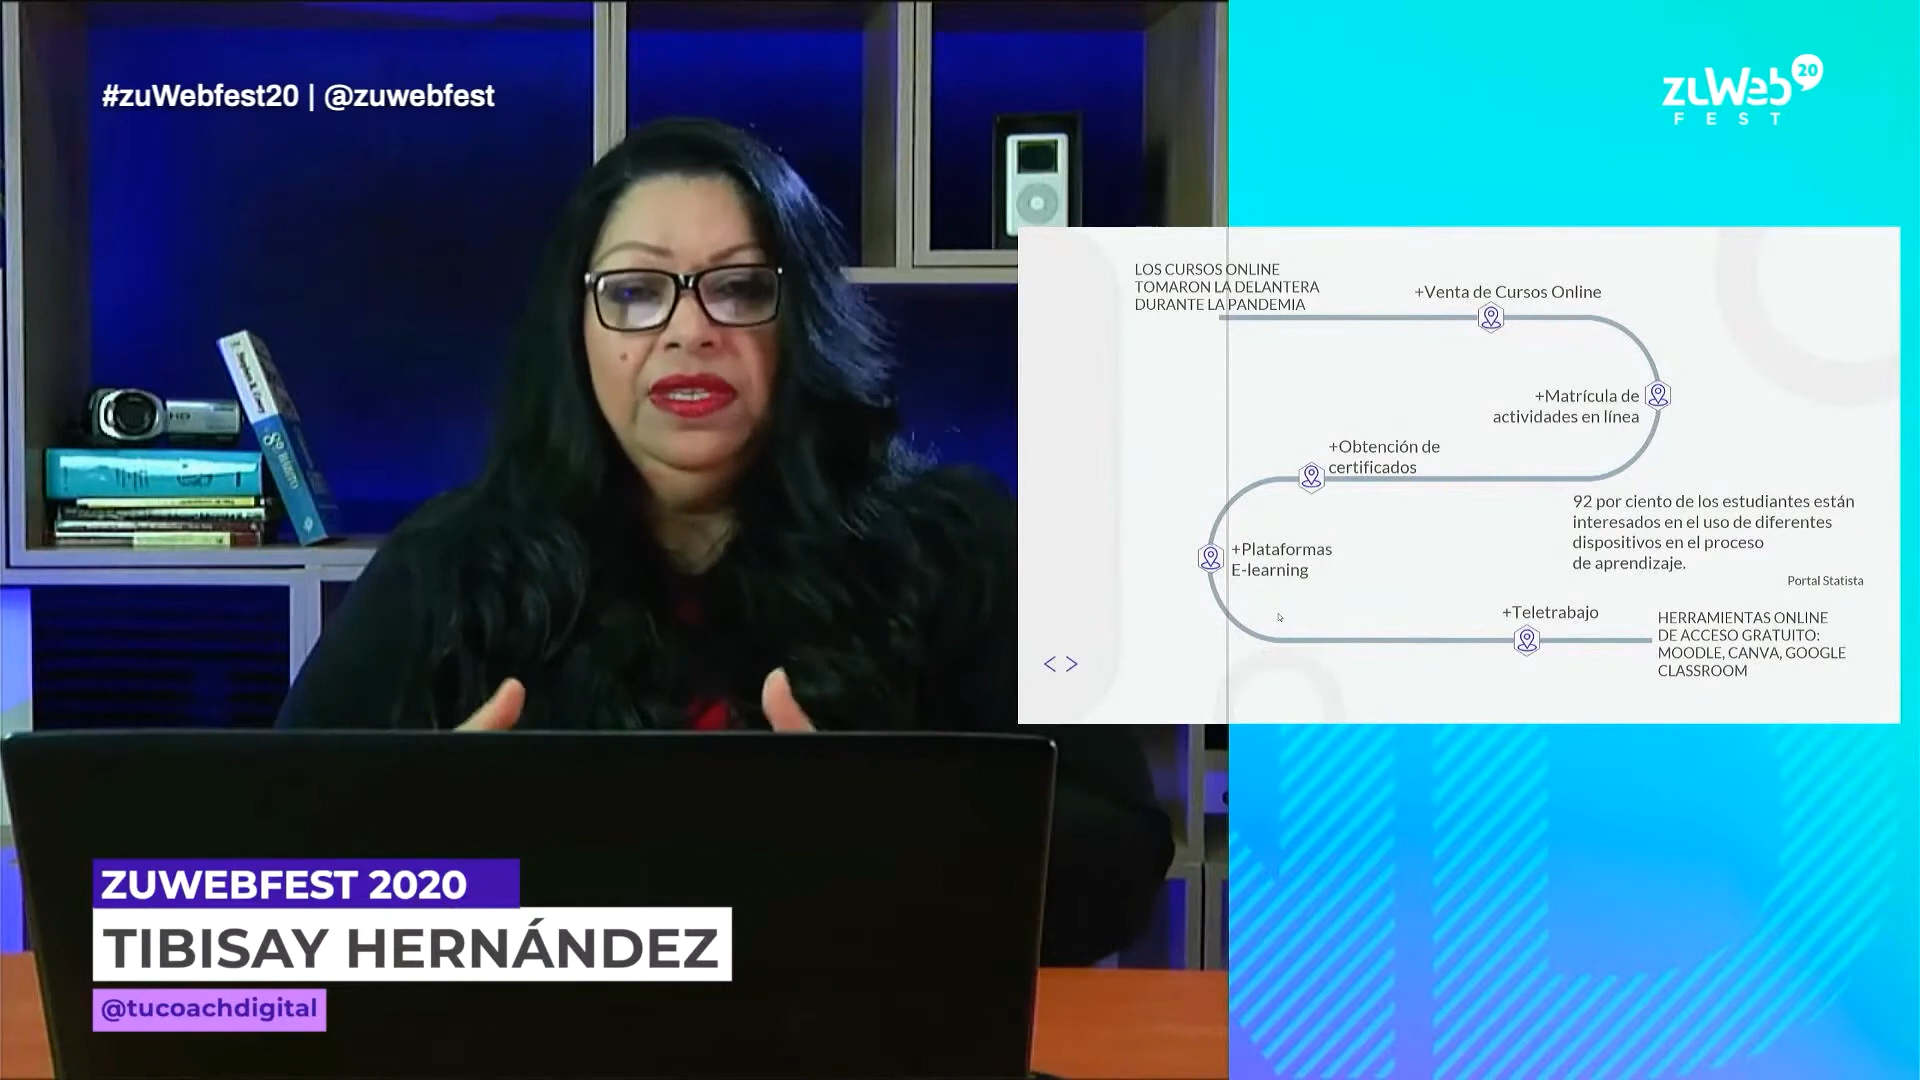 #zuWebfest20 | @zuwebfest
zuWeb 20
FEST
LOS CURSOS ONLINE
TOMARON LA DELANTERA
DURANTE LA PANDEMIA
+Venta de Cursos Online
+Matrícula de
actividades en línea
+Obtención de
certificados
92 por ciento de los estudiantes están
interesados en el uso de diferentes
dispositivos en el proceso
de aprendizaje.
Portal Statista
+Plataformas
E-learning
+Teletrabajo
HERRAMIENTAS ONLINE
DE ACCESO GRATUITO:
MOODLE, CANVA, GOOGLE
CLASSROOM
< >
HD
8º HÁBITO
ZUWEBFEST 2020
TIBISAY HERNÁNDEZ
@tucoachdigital